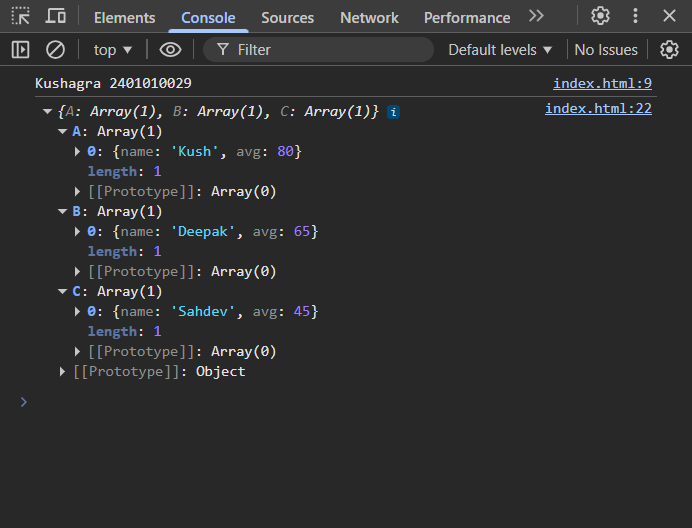 Elements Console Sources Network Performance
top Filter Default levels No Issues
Kushagra 2401010029 index.html:9
{A: Array(1), B: Array(1), C: Array(1)} i index.html:22
A: Array(1)
0: {name: 'Kush', avg: 80}
length: 1
[[Prototype]]: Array(0)
B: Array(1)
0: {name: 'Deepak', avg: 65}
length: 1
[[Prototype]]: Array(0)
C: Array(1)
0: {name: 'Sahdev', avg: 45}
length: 1
[[Prototype]]: Array(0)
[[Prototype]]: Object